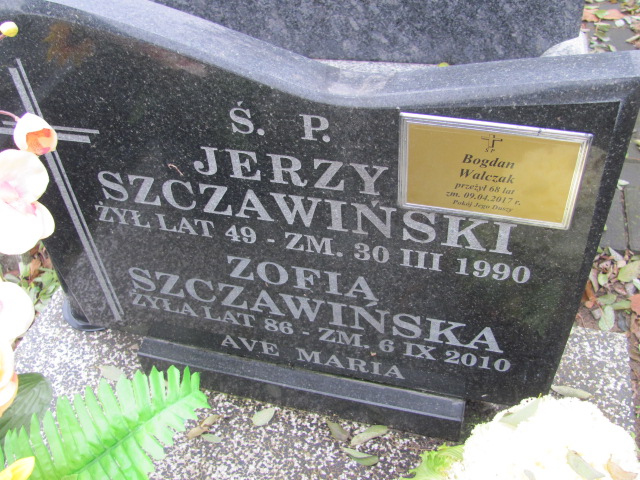 Ś. P.
JERZY
SZCZAWIŃSKI
ŻYŁ LAT 49 - ZM. 30 III 1990
ZOFIA
SZCZAWIŃSKA
ŻYŁA LAT 86 - ZM. 6 IX 2010
AVE MARIA
Ś P
Bogdan
Walczak
przeżył 68 lat
zm. 09.04.2017 r.
Pokój Jego Duszy